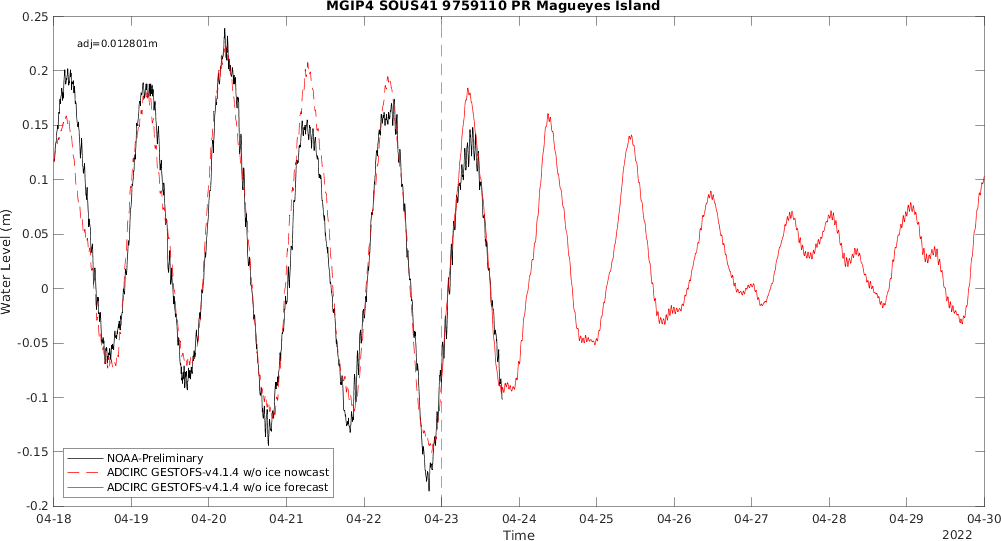 MGIP4 SOUS41 9759110 PR Magueyes Island
adj=0.012801m
0.25
0.2
0.15
0.1
0.05
0
-0.05
-0.1
-0.15
-0.2
Water Level (m)
NOAA-Preliminary
ADCIRC GESTOFS-v4.1.4 w/o ice nowcast
ADCIRC GESTOFS-v4.1.4 w/o ice forecast
04-18 04-19 04-20 04-21 04-22 04-23 04-24 04-25 04-26 04-27 04-28 04-29 04-30
Time
2022